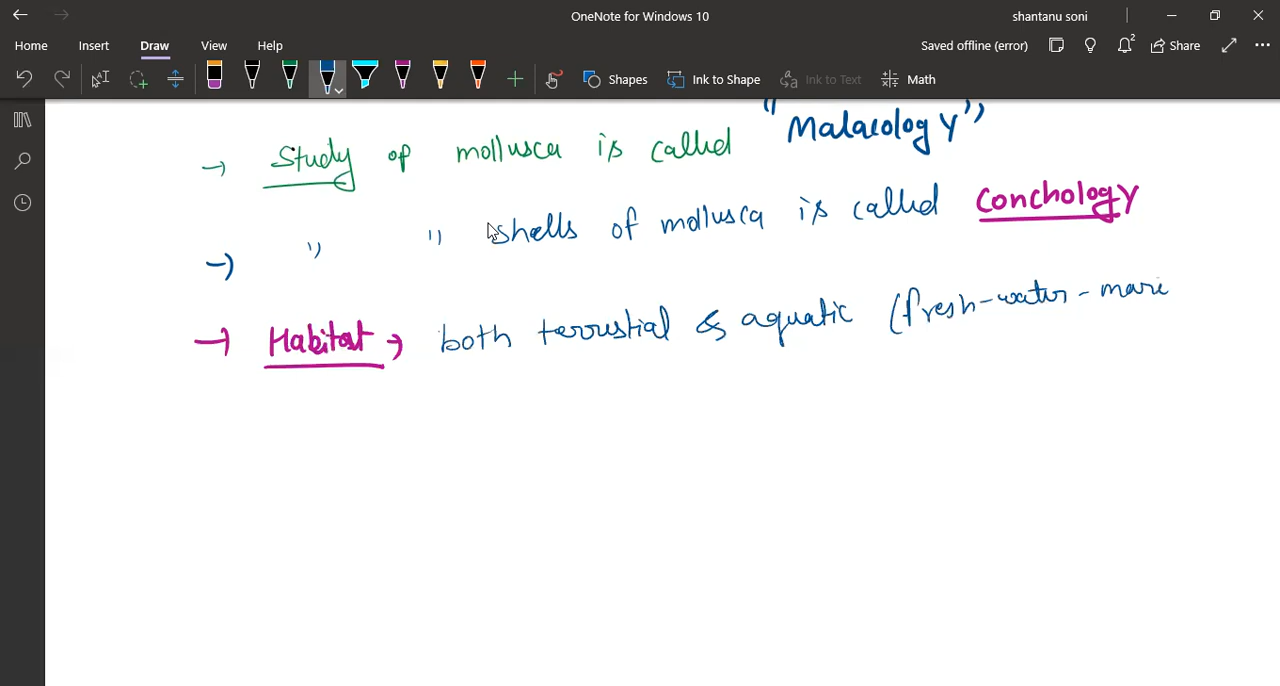 OneNote for Windows 10
shantanu soni
Home Insert Draw View Help
Saved offline (error)
2
Share
Shapes
Ink to Shape
Ink to Text
Math
→ Study of mollusca is called "Malacology"
→ " " shells of mollusca is called Conchology
→ Habitat → both terrustial & aquatic (fresh-water-mari